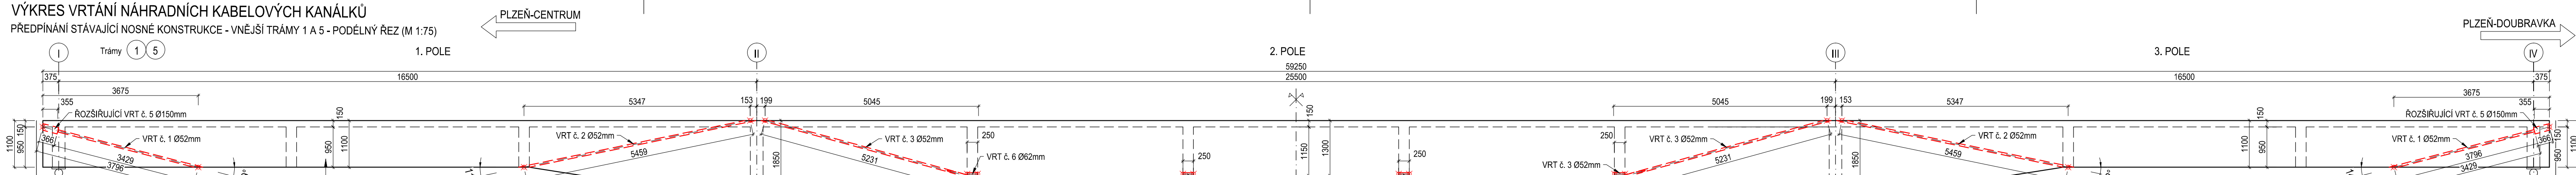 VÝKRES VRTÁNÍ NÁHRADNÍCH KABELOVÝCH KANÁLKŮ
PLZEŇ-CENTRUM
PŘEDPÍNÁNÍ STÁVAJÍCÍ NOSNÉ KONSTRUKCE - VNĚJŠÍ TRÁMY 1 A 5 - PODÉLNÝ ŘEZ (M 1:75)
PLZEŇ-DOUBRAVKA
I Trámy 1 5 1. POLE II 2. POLE III 3. POLE IV
59250
375 16500 25500 16500 375
3675 3675
355 5347 153 199 5045 5045 199 153 5347 355
ŘOZŠIŘUJÍCÍ VRT č. 5 Ø150mm 150 150 150 ŘOZŠIŘUJÍCÍ VRT č. 5 Ø150mm
1100 150 950 366 VRT č. 1 Ø52mm 950 1100 VRT č. 2 Ø52mm VRT č. 3 Ø52mm 250 250 VRT č. 3 Ø52mm VRT č. 2 Ø52mm 1100 950 VRT č. 1 Ø52mm 366 150 950 1100
3429 5459 1850 5231 VRT č. 6 Ø62mm 250 1150 1300 250 VRT č. 3 Ø52mm 5231 1850 5459 3796
3796 3429